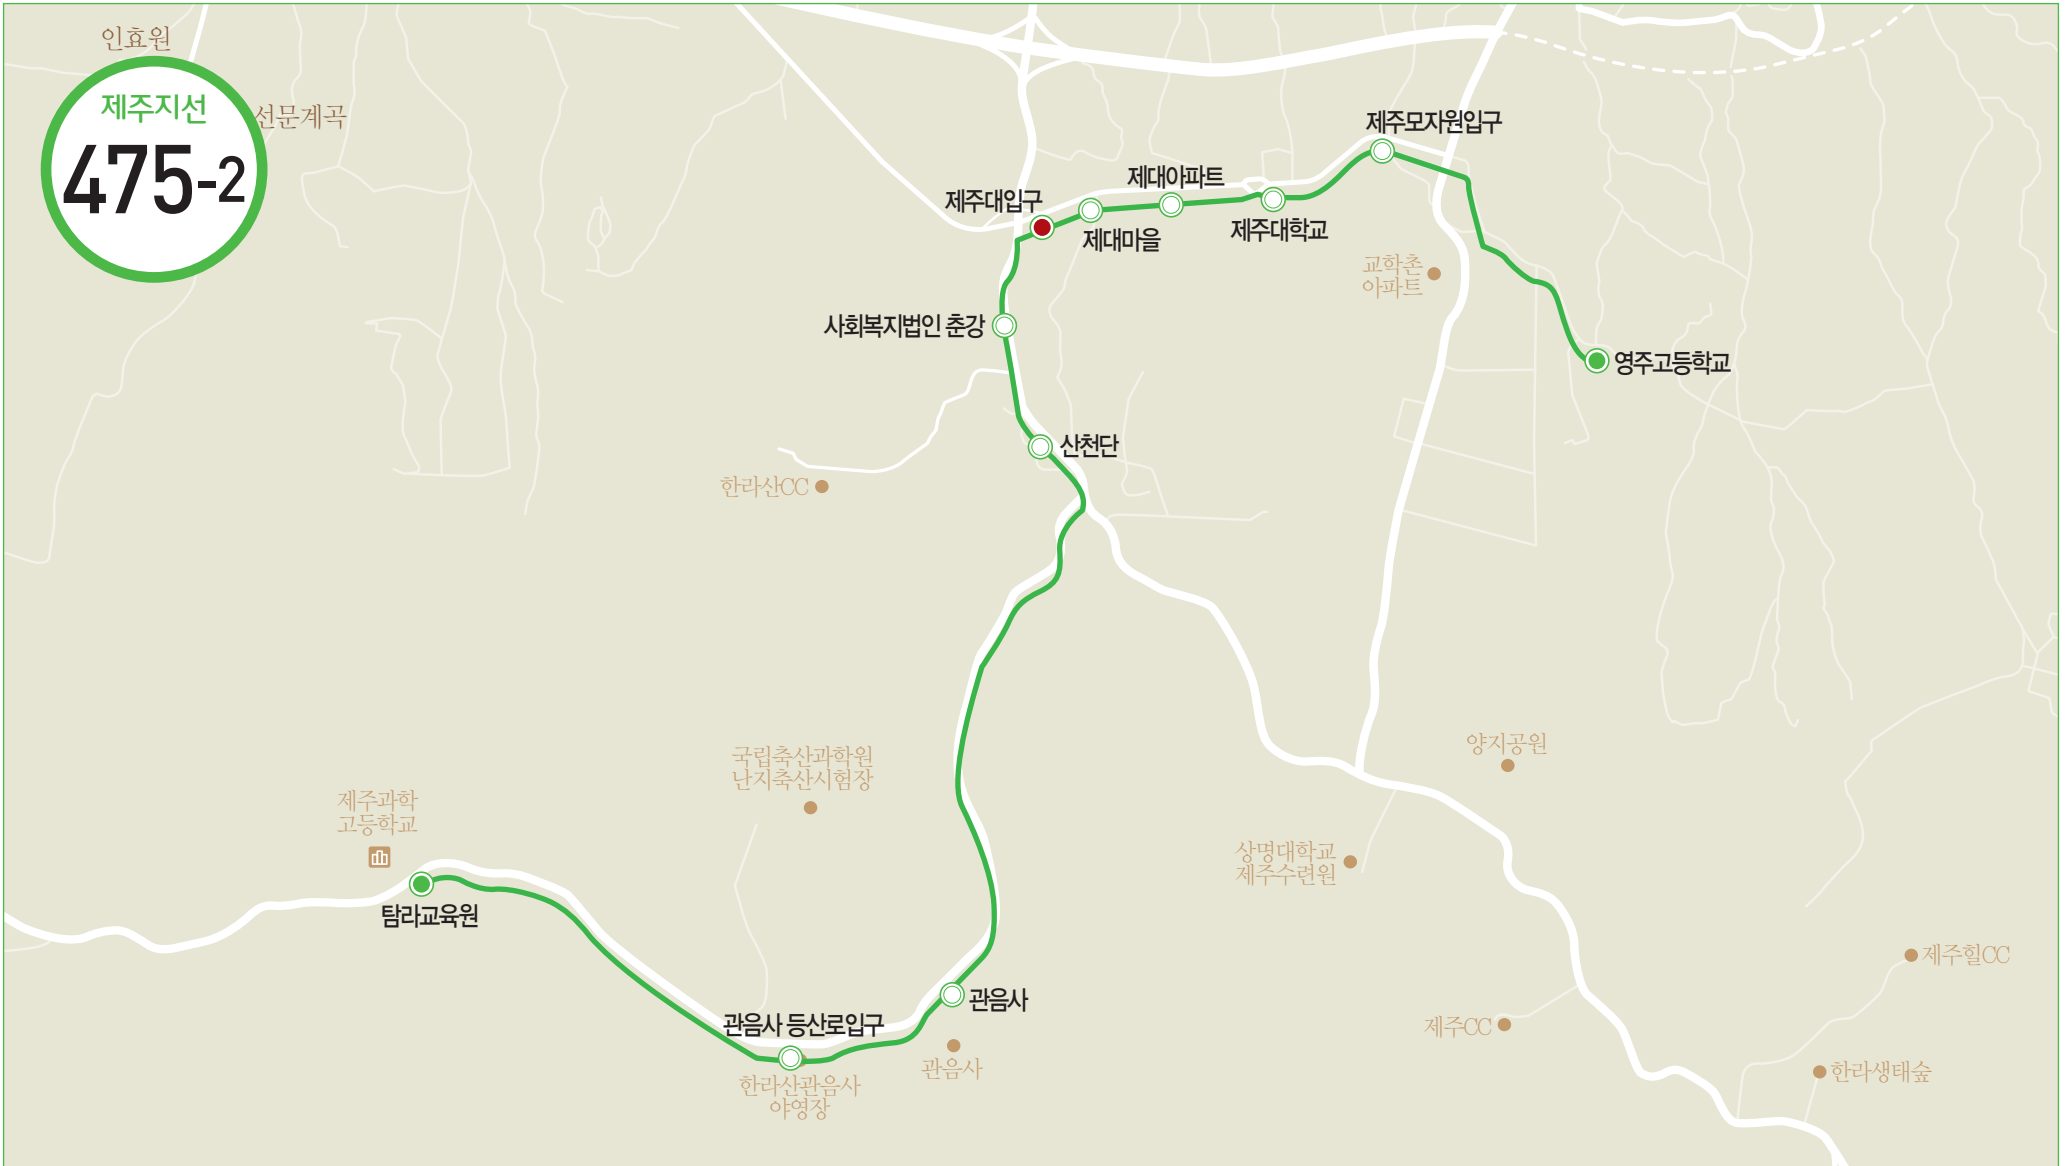 인효원
제주지선
475-2
선문계곡
제주모자원입구
제대아파트
제주대입구
제주대학교
제대마을
교학촌
아파트
사회복지법인 춘강
영주고등학교
산천단
한라산CC
양지공원
국립축산과학원
난지축산시험장
제주과학
고등학교
상명대학교
제주수련원
탐라교육원
제주힐CC
관음사
관음사 등산로입구
제주CC
관음사
한라생태숲
한라산관음사
야영장